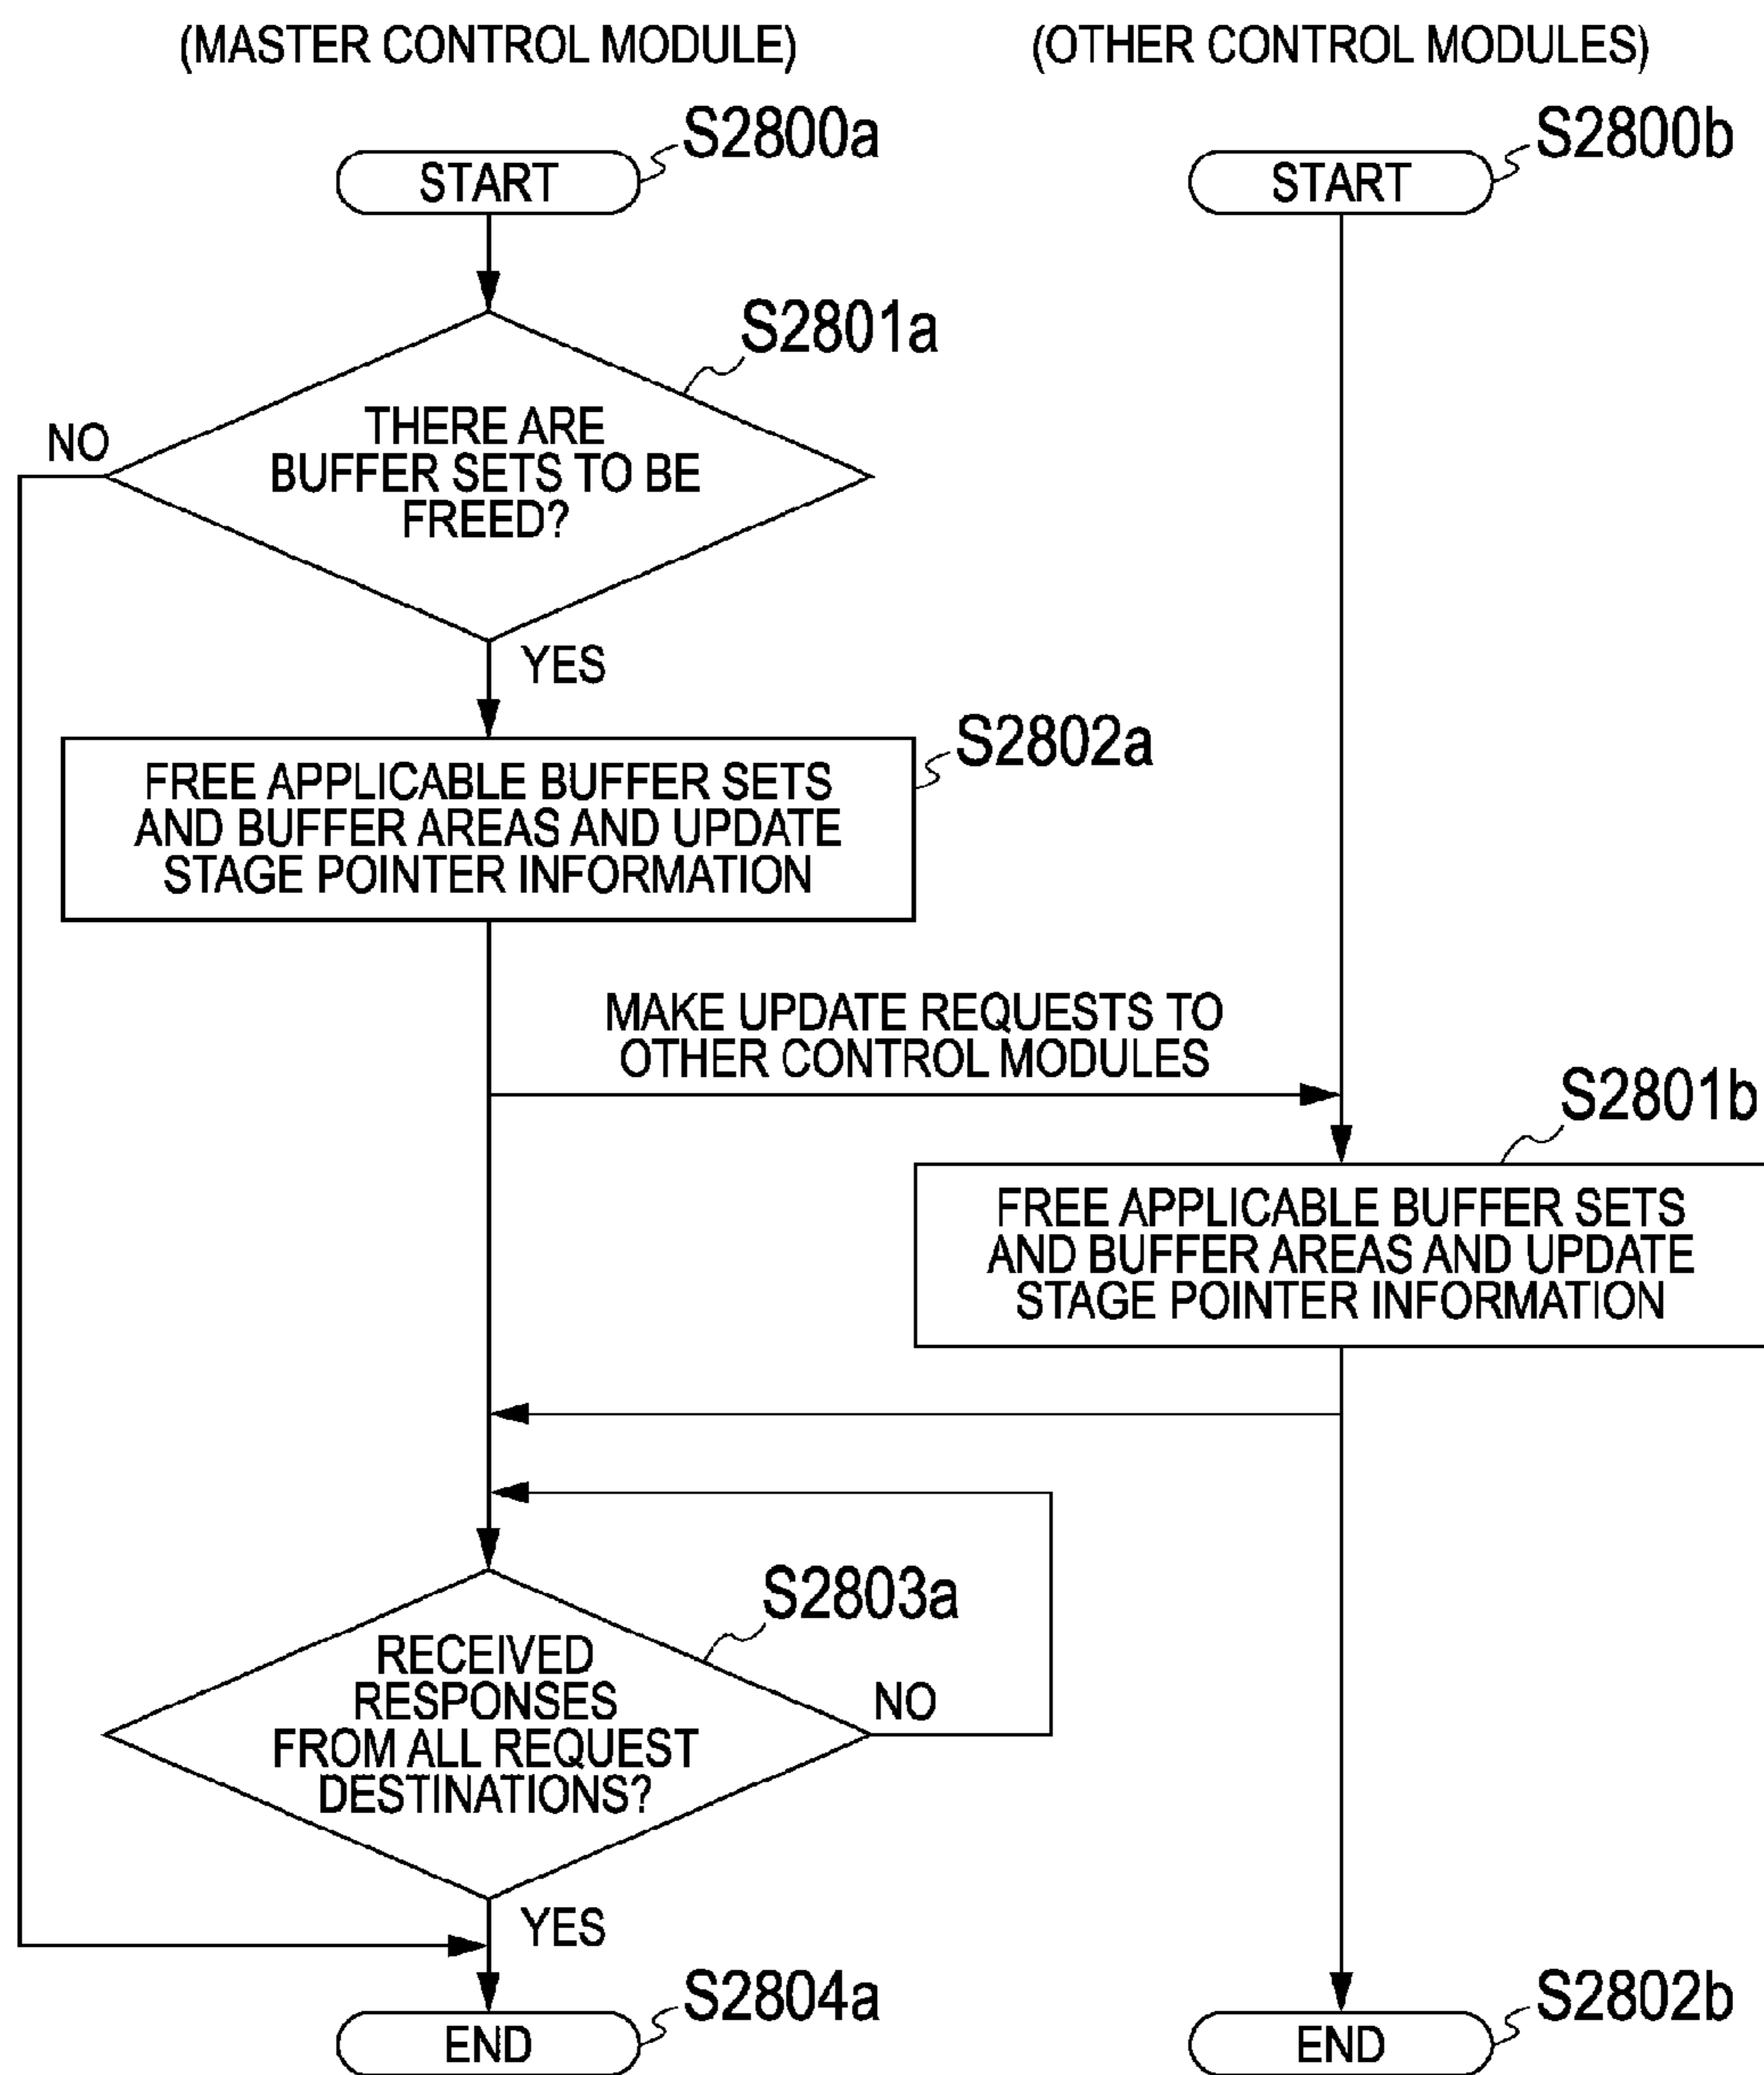 (MASTER CONTROL MODULE)
(OTHER CONTROL MODULES)
S2800a
START
S2800b
START
S2801a
THERE ARE
BUFFER SETS TO BE
FREED?
NO
YES
S2802a
FREE APPLICABLE BUFFER SETS
AND BUFFER AREAS AND UPDATE
STAGE POINTER INFORMATION
MAKE UPDATE REQUESTS TO
OTHER CONTROL MODULES
S2801b
FREE APPLICABLE BUFFER SETS
AND BUFFER AREAS AND UPDATE
STAGE POINTER INFORMATION
S2803a
RECEIVED
RESPONSES
FROM ALL REQUEST
DESTINATIONS?
NO
YES
S2804a
END
S2802b
END